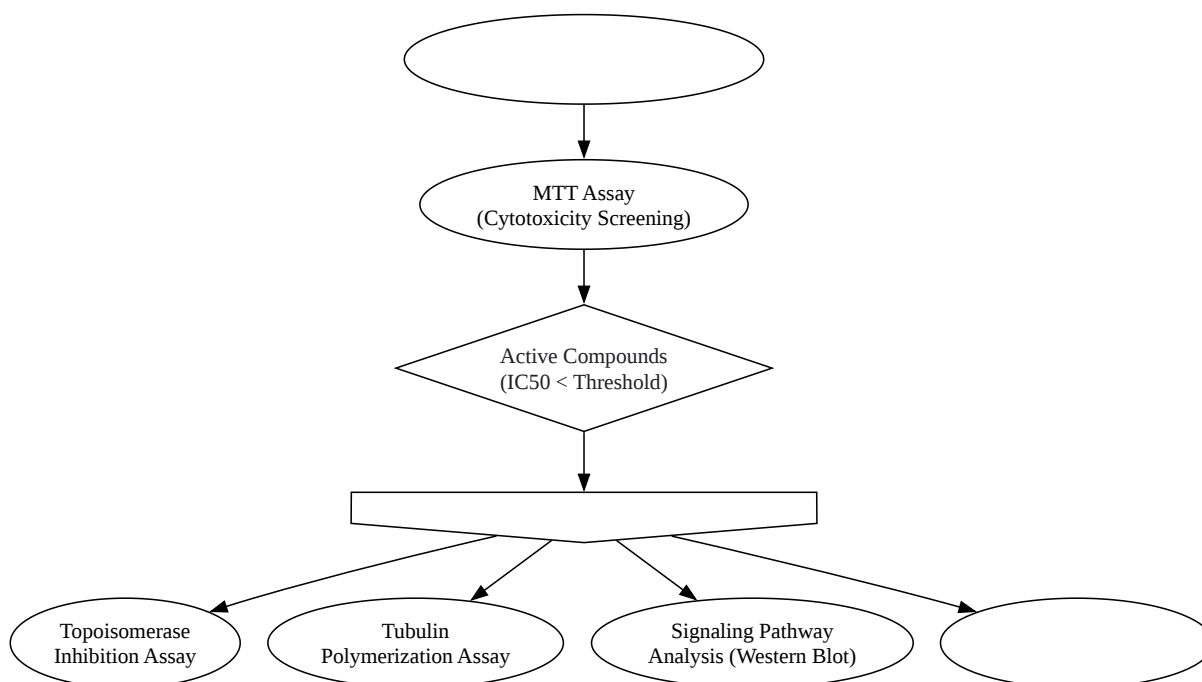 MTT Assay
(Cytotoxicity Screening)
Active Compounds
(IC50 < Threshold)
Topoisomerase
Inhibition Assay
Tubulin
Polymerization Assay
Signaling Pathway
Analysis (Western Blot)